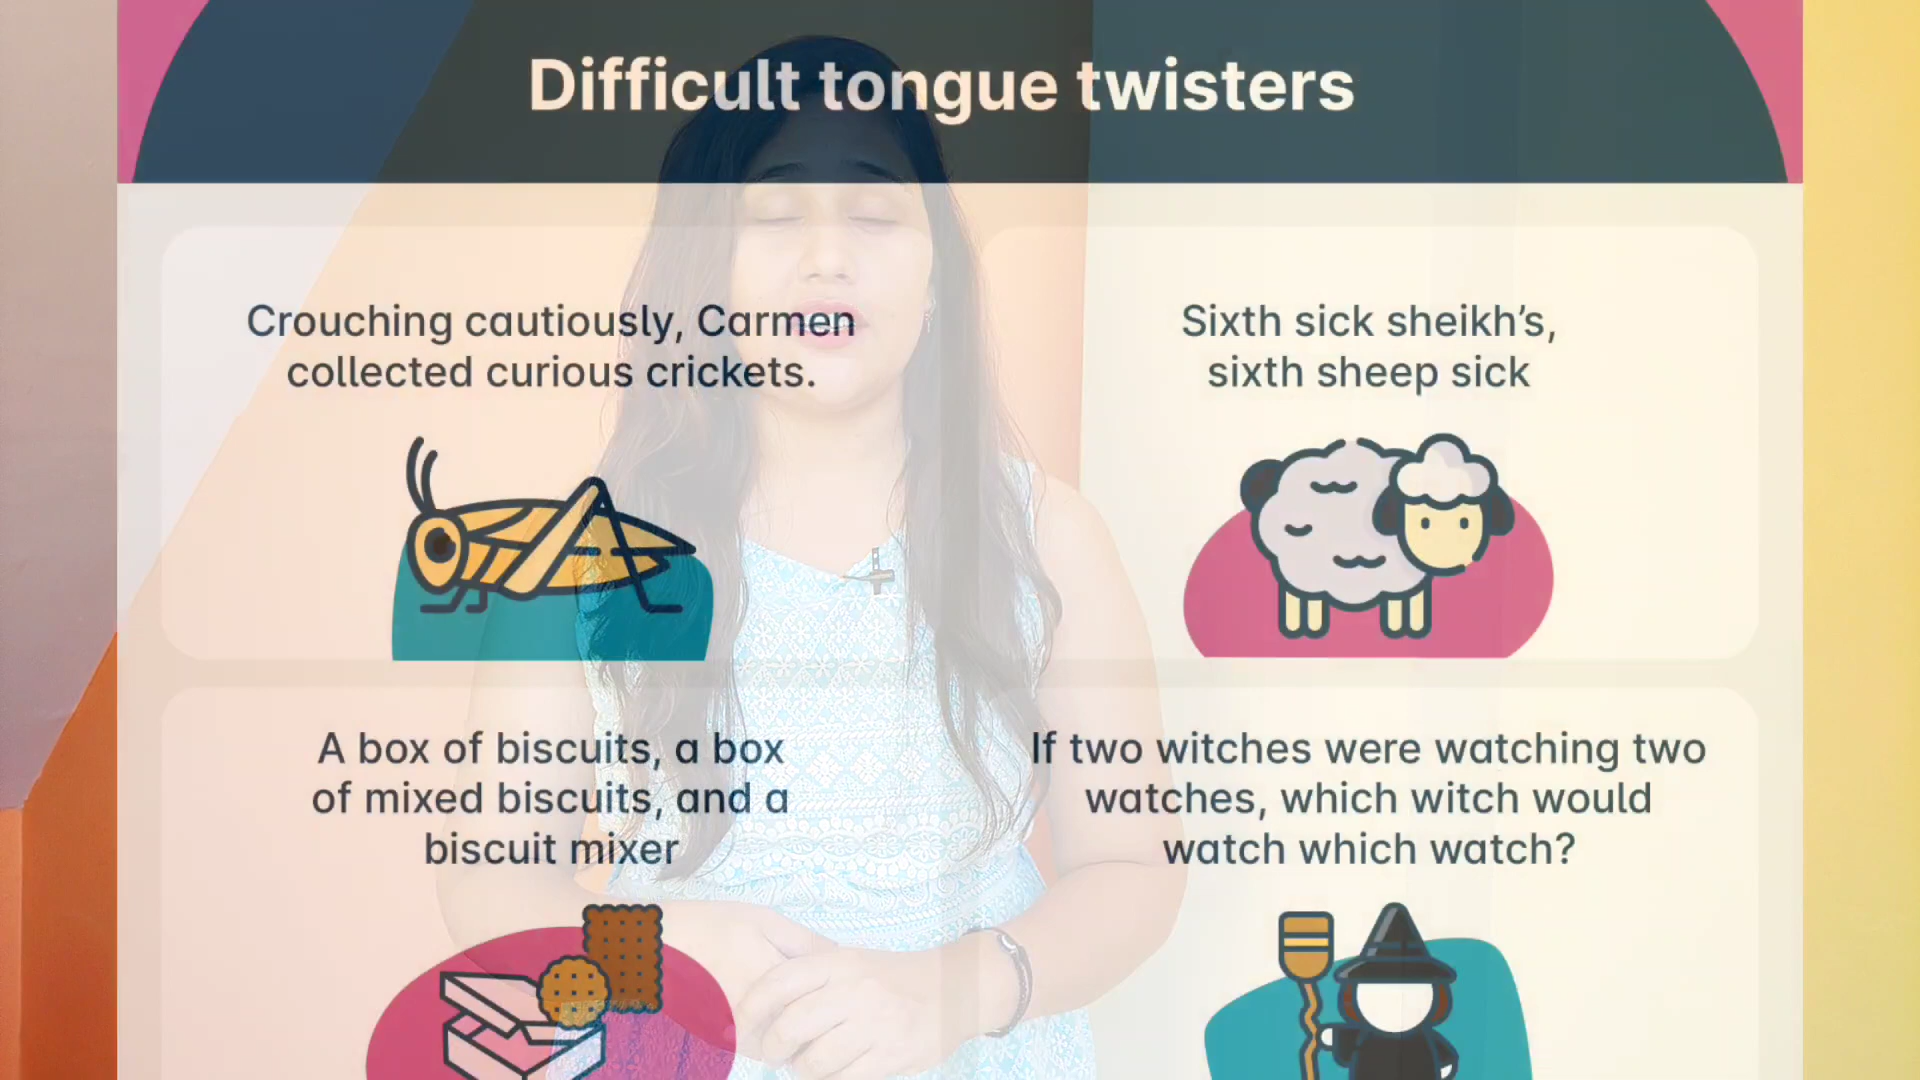 Difficult tongue twisters
Crouching cautiously, Carmen
collected curious crickets.
Sixth sick sheikh's,
sixth sheep sick
A box of biscuits, a box
of mixed biscuits, and a
biscuit mixer
If two witches were watching two
watches, which witch would
watch which watch?